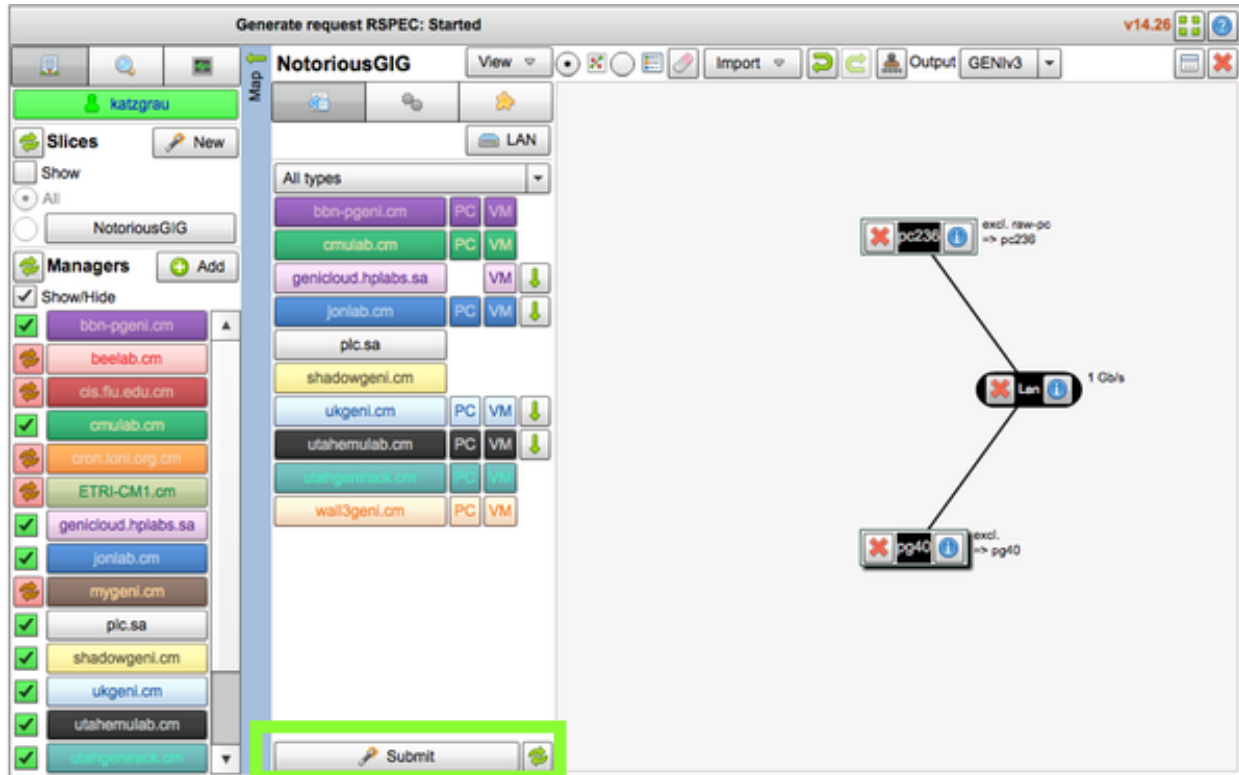 Generate request RSPEC: Started
v14.26
katzgrau
Slices
New
Show
All
NotoriousGIG
Managers
Add
Show/Hide
bbn-pgeni.cm
beelab.cm
cis.fiu.edu.cm
cmulab.cm
cron.loni.org.cm
ETRI-CM1.cm
genicloud.hplabs.sa
jonlab.cm
mygeni.cm
plc.sa
shadowgeni.cm
ukgeni.cm
utahemulab.cm
utahgenirack.cm
Map
NotoriousGIG
View
LAN
All types
bbn-pgeni.cm PC VM
cmulab.cm PC VM
genicloud.hplabs.sa VM
jonlab.cm PC VM
plc.sa
shadowgeni.cm
ukgeni.cm PC VM
utahemulab.cm PC VM
utahgenirack.cm PC VM
wall3geni.cm PC VM
Submit
Import
Output
GENIv3
pc236
excl. raw-pc
=> pc236
Lan
1 Gb/s
pg40
excl.
=> pg40